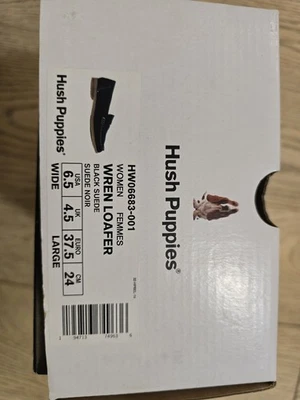 Hush Puppies®
HW06683-001
WOMEN FEMMES
WREN LOAFER
BLACK SUEDE
SUEDE NOIR
USA UK EURO CM
6.5 4.5 37.5 24
WIDE LARGE
Hush Puppies®